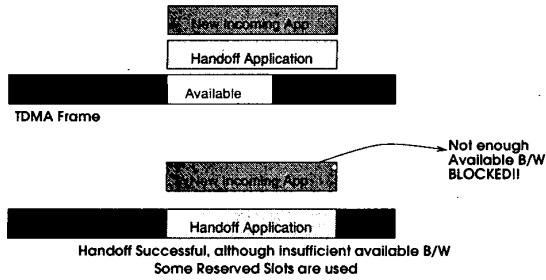 New Incoming App
Handoff Application
Available
TDMA Frame
Not enough
Available B/W
BLOCKED!!
New Incoming App
Handoff Application
Handoff Successful, although insufficient available B/W
Some Reserved Slots are used